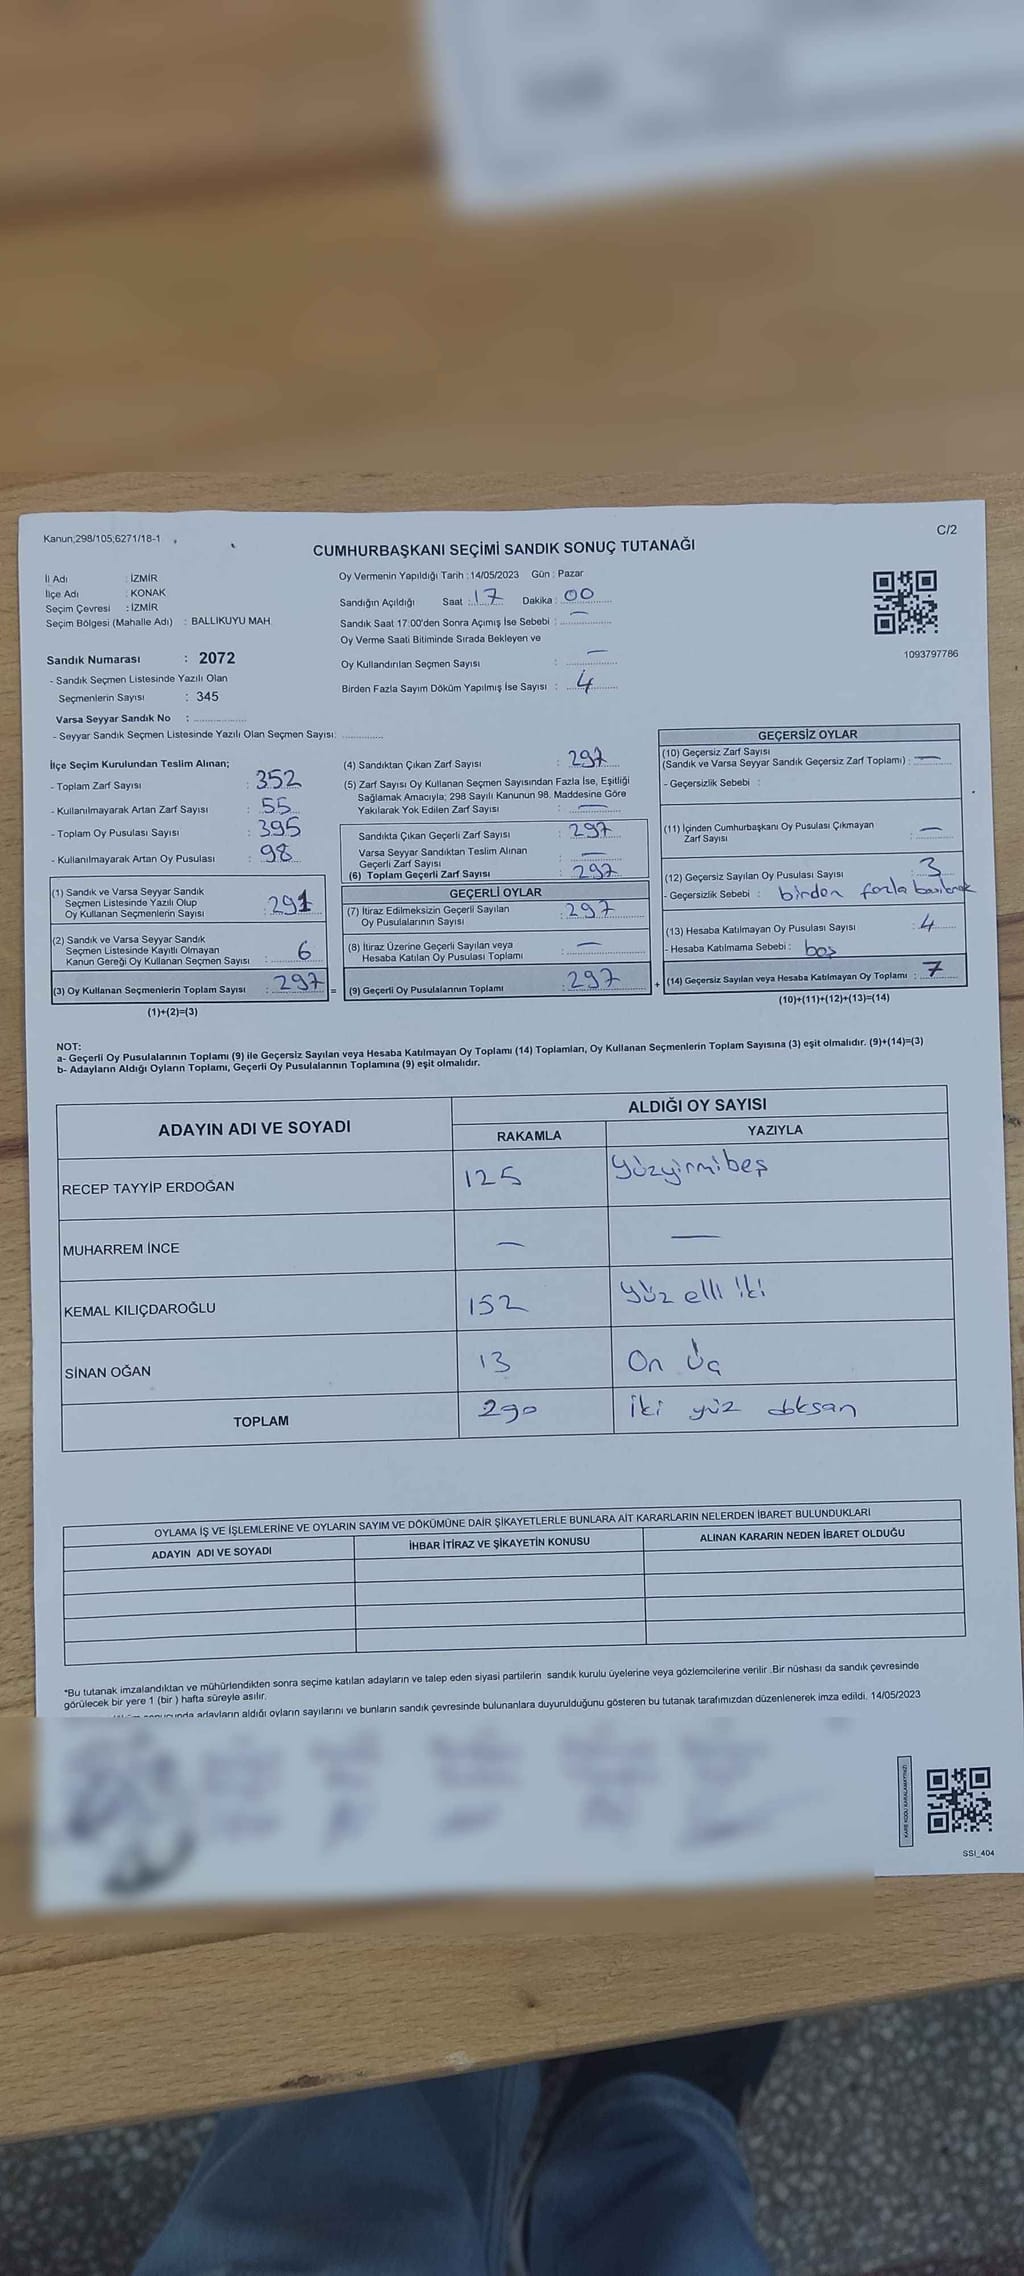 Kanun;298/105;6271/18-1
C/2
CUMHURBAŞKANI SEÇİMİ SANDIK SONUÇ TUTANAĞI
İl Adı : İZMİR
İlçe Adı : KONAK
Seçim Çevresi : İZMİR
Seçim Bölgesi (Mahalle Adı) : BALLIKUYU MAH.
Sandık Numarası : 2072
- Sandık Seçmen Listesinde Yazılı Olan
Seçmenlerin Sayısı : 345
Varsa Seyyar Sandık No :
- Seyyar Sandık Seçmen Listesinde Yazılı Olan Seçmen Sayısı:
Oy Vermenin Yapıldığı Tarih : 14/05/2023 Gün : Pazar
Sandığın Açıldığı Saat : 17 Dakika : 00
Sandık Saat 17:00'den Sonra Açımış İse Sebebi : —
Oy Verme Saati Bitiminde Sırada Bekleyen ve
Oy Kullandırılan Seçmen Sayısı : —
Birden Fazla Sayım Döküm Yapılmış İse Sayısı : 4
1093797786
İlçe Seçim Kurulundan Teslim Alınan;
- Toplam Zarf Sayısı : 352
- Kullanılmayarak Artan Zarf Sayısı : 55
- Toplam Oy Pusulası Sayısı : 395
- Kullanılmayarak Artan Oy Pusulası : 98
(1) Sandık ve Varsa Seyyar Sandık
Seçmen Listesinde Yazılı Olup
Oy Kullanan Seçmenlerin Sayısı : 291
(2) Sandık ve Varsa Seyyar Sandık
Seçmen Listesinde Kayıtlı Olmayan
Kanun Gereği Oy Kullanan Seçmen Sayısı : 6
(3) Oy Kullanan Seçmenlerin Toplam Sayısı : 297 =
(1)+(2)=(3)
(4) Sandıktan Çıkan Zarf Sayısı : 297
(5) Zarf Sayısı Oy Kullanan Seçmen Sayısından Fazla İse, Eşitliği
Sağlamak Amacıyla; 298 Sayılı Kanunun 98. Maddesine Göre
Yakılarak Yok Edilen Zarf Sayısı : —
Sandıkta Çıkan Geçerli Zarf Sayısı : 297
Varsa Seyyar Sandıktan Teslim Alınan
Geçerli Zarf Sayısı : —
(6) Toplam Geçerli Zarf Sayısı : 297
GEÇERLİ OYLAR
(7) İtiraz Edilmeksizin Geçerli Sayılan
Oy Pusulalarının Sayısı : 297
(8) İtiraz Üzerine Geçerli Sayılan veya
Hesaba Katılan Oy Pusulası Toplamı : —
(9) Geçerli Oy Pusulalarının Toplamı : 297 +
GEÇERSİZ OYLAR
(10) Geçersiz Zarf Sayısı
(Sandık ve Varsa Seyyar Sandık Geçersiz Zarf Toplamı) : —
- Geçersizlik Sebebi :
(11) İçinden Cumhurbaşkanı Oy Pusulası Çıkmayan
Zarf Sayısı : —
(12) Geçersiz Sayılan Oy Pusulası Sayısı : 3
- Geçersizlik Sebebi : birden fazla basılarak
(13) Hesaba Katılmayan Oy Pusulası Sayısı : 4
- Hesaba Katılmama Sebebi : boş
(14) Geçersiz Sayılan veya Hesaba Katılmayan Oy Toplamı : 7
(10)+(11)+(12)+(13)=(14)
NOT:
a- Geçerli Oy Pusulalarının Toplamı (9) ile Geçersiz Sayılan veya Hesaba Katılmayan Oy Toplamı (14) Toplamları, Oy Kullanan Seçmenlerin Toplam Sayısına (3) eşit olmalıdır. (9)+(14)=(3)
b- Adayların Aldığı Oyların Toplamı, Geçerli Oy Pusulalarının Toplamına (9) eşit olmalıdır.
ADAYIN ADI VE SOYADI ALDIĞI OY SAYISI
RAKAMLA YAZIYLA
RECEP TAYYİP ERDOĞAN 125 yüzyirmibeş
MUHARREM İNCE — —
KEMAL KILIÇDAROĞLU 152 yüz elli iki
SİNAN OĞAN 13 On üç
TOPLAM 290 iki yüz doksan
OYLAMA İŞ VE İŞLEMLERİNE VE OYLARIN SAYIM VE DÖKÜMÜNE DAİR ŞİKAYETLERLE BUNLARA AİT KARARLARIN NELERDEN İBARET BULUNDUKLARI
ADAYIN ADI VE SOYADI İHBAR İTİRAZ VE ŞİKAYETİN KONUSU ALINAN KARARIN NEDEN İBARET OLDUĞU
*Bu tutanak imzalandıktan ve mühürlendikten sonra seçime katılan adayların ve talep eden siyasi partilerin sandık kurulu üyelerine veya gözlemcilerine verilir .Bir nüshası da sandık çevresinde
görülecek bir yere 1 (bir ) hafta süreyle asılır.
adayların aldığı oyların sayılarını ve bunların sandık çevresinde bulunanlara duyurulduğunu gösteren bu tutanak tarafımızdan düzenlenerek imza edildi. 14/05/2023
KARE KODU KARALAMAYINIZ!
SSI_404